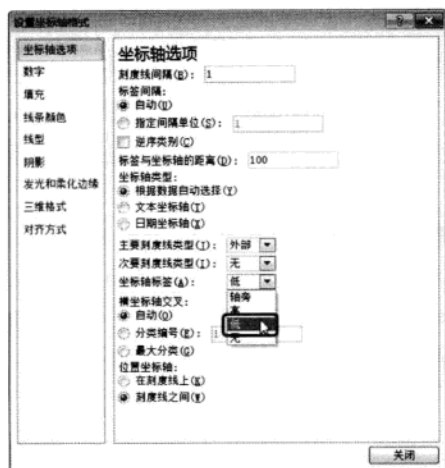 设置坐标轴格式
坐标轴选项
数字
填充
线条颜色
线型
阴影
发光和柔化边缘
三维格式
对齐方式
坐标轴选项
刻度线间隔(B): 1
标签间隔:
自动(U)
指定间隔单位(S): 1
逆序类别(C)
标签与坐标轴的距离(D): 100
坐标轴类型:
根据数据自动选择(Y)
文本坐标轴(T)
日期坐标轴(X)
主要刻度线类型(J): 外部
次要刻度线类型(I): 无
坐标轴标签(A): 低
轴旁
高
低
无
横坐标轴交叉:
自动(O)
分类编号(E): 1
最大分类(G)
位置坐标轴:
在刻度线上(K)
刻度线之间(W)
关闭